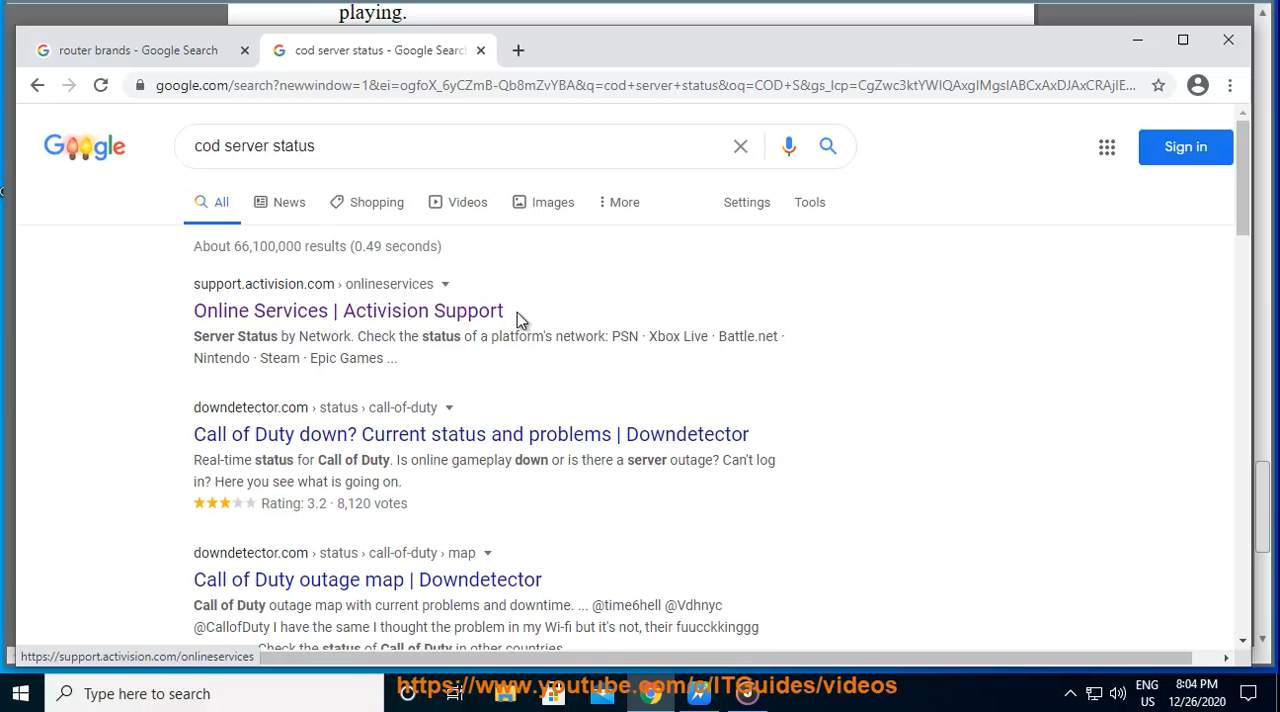 playing.
router brands - Google Search
cod server status - Google Searc
google.com/search?newwindow=1&ei=ogfoX_6yCZmB-Qb8mZvYBA&q=cod+server+status&oq=COD+S&gs_lcp=CgZwc3ktYWIQAxgIMgsIABCxAxDJAxCRAjIE...
Google
cod server status
Sign in
All
News
Shopping
Videos
Images
More
Settings
Tools
About 66,100,000 results (0.49 seconds)
support.activision.com › onlineservices
Online Services | Activision Support
Server Status by Network. Check the status of a platform's network: PSN · Xbox Live · Battle.net ·
Nintendo · Steam · Epic Games ...
downdetector.com › status › call-of-duty
Call of Duty down? Current status and problems | Downdetector
Real-time status for Call of Duty. Is online gameplay down or is there a server outage? Can't log
in? Here you see what is going on.
Rating: 3.2 · 8,120 votes
downdetector.com › status › call-of-duty › map
Call of Duty outage map | Downdetector
Call of Duty outage map with current problems and downtime. ... @time6hell @Vdhnyc
@CallofDuty I have the same I thought the problem in my Wi-fi but it's not, their fuucckkinggg
Check the status of Call of Duty in other countries.
https://support.activision.com/onlineservices
Type here to search
https://www.youtube.com/c/ITGuides/videos
ENG
US
8:04 PM
12/26/2020